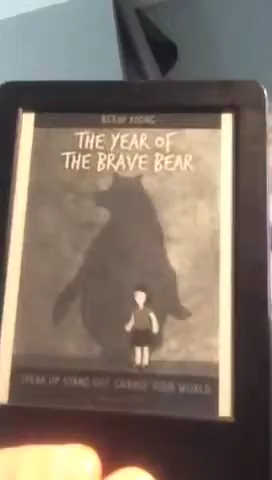 THE YEAR OF
THE BRAVE BEAR
SPEAK UP. STAND OUT. CHANGE YOUR WORLD.